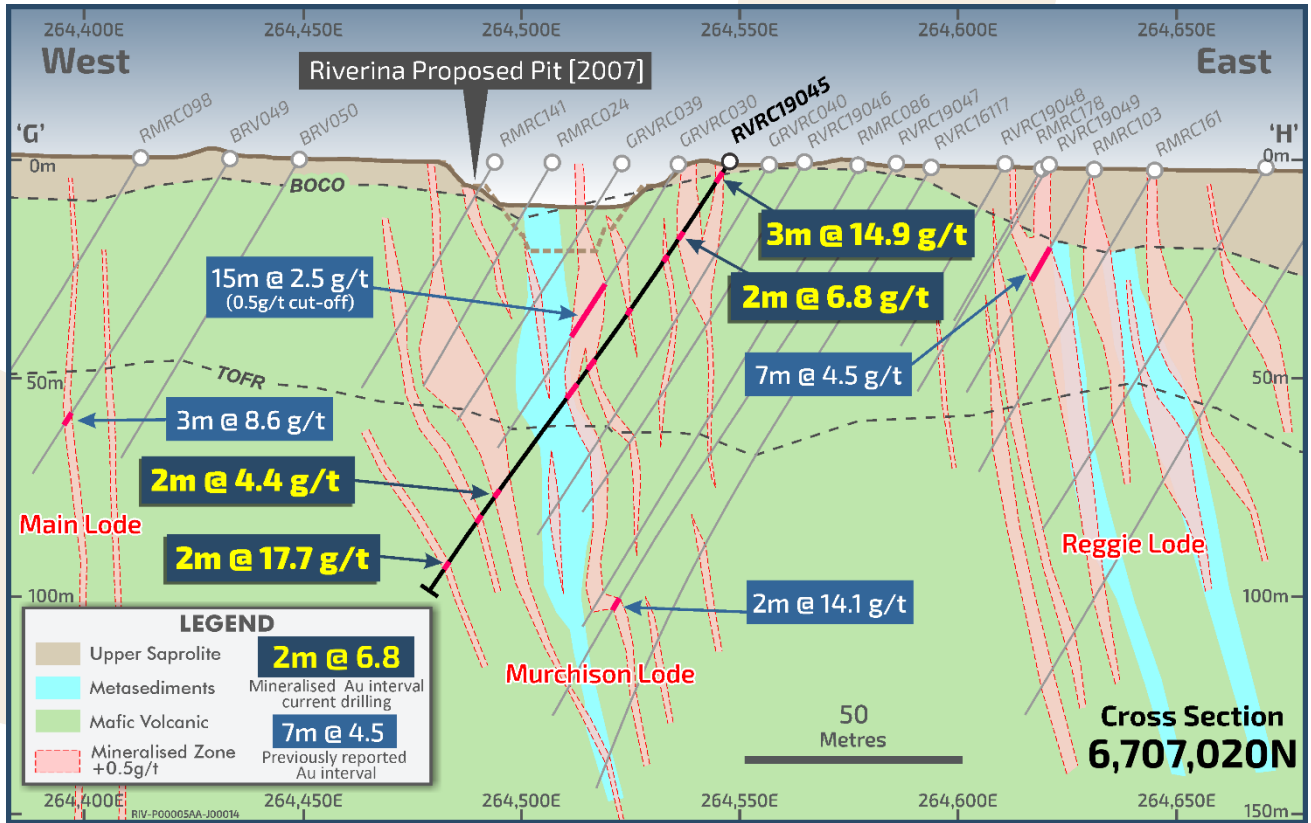 264,400E
264,450E
264,500E
264,550E
264,600E
264,650E
West
East
Riverina Proposed Pit [2007]
RMRC098
BRV049
BRV050
RMRC141
RMRC024
GRVRC039
GRVRC030
RVRC19045
GRVRC040
RVRC19046
RMRC086
RVRC19047
RVRC16117
RVRC19048
RMRC178
RVRC19049
RMRC103
RMRC161
'G'
'H'
0m
0m
BOCO
3m @ 14.9 g/t
15m @ 2.5 g/t
(0.5g/t cut-off)
2m @ 6.8 g/t
7m @ 4.5 g/t
50m
50m
TOFR
3m @ 8.6 g/t
2m @ 4.4 g/t
Main Lode
2m @ 17.7 g/t
Reggie Lode
100m
100m
2m @ 14.1 g/t
Murchison Lode
LEGEND
Upper Saprolite
Metasediments
Mafic Volcanic
Mineralised Zone
+0.5g/t
2m @ 6.8
Mineralised Au interval
current drilling
7m @ 4.5
Previously reported
Au interval
50
Metres
Cross Section
6,707,020N
264,400E
264,450E
264,500E
264,550E
264,600E
264,650E
150m
RIV-P00005AA-J00014